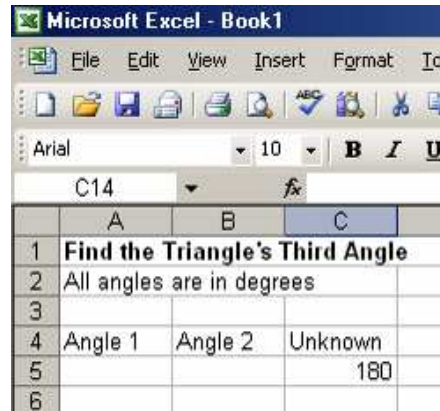 Microsoft Excel - Book1
File Edit View Insert Format
ABC
Arial 10 B I U
C14 fx
A B C
1 Find the Triangle's Third Angle
2 All angles are in degrees
3
4 Angle 1 Angle 2 Unknown
5 180
6